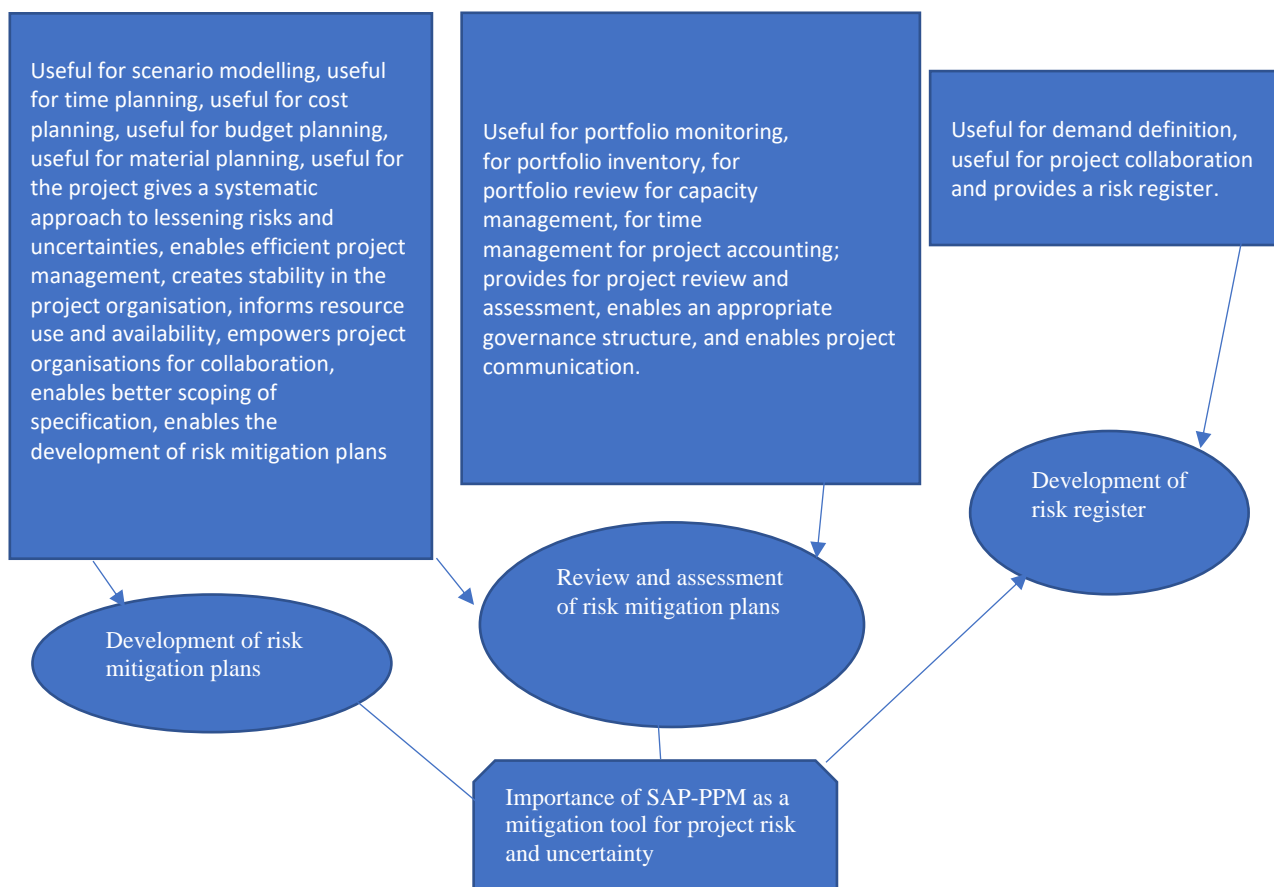 Useful for scenario modelling, useful
for time planning, useful for cost
planning, useful for budget planning,
useful for material planning, useful for
the project gives a systematic
approach to lessening risks and
uncertainties, enables efficient project
management, creates stability in the
project organisation, informs resource
use and availability, empowers project
organisations for collaboration,
enables better scoping of
specification, enables the
development of risk mitigation plans
Useful for portfolio monitoring,
for portfolio inventory, for
portfolio review for capacity
management, for time
management for project accounting;
provides for project review and
assessment, enables an appropriate
governance structure, and enables project
communication.
Useful for demand definition,
useful for project collaboration
and provides a risk register.
Development of risk
mitigation plans
Review and assessment
of risk mitigation plans
Development of
risk register
Importance of SAP-PPM as a
mitigation tool for project risk
and uncertainty